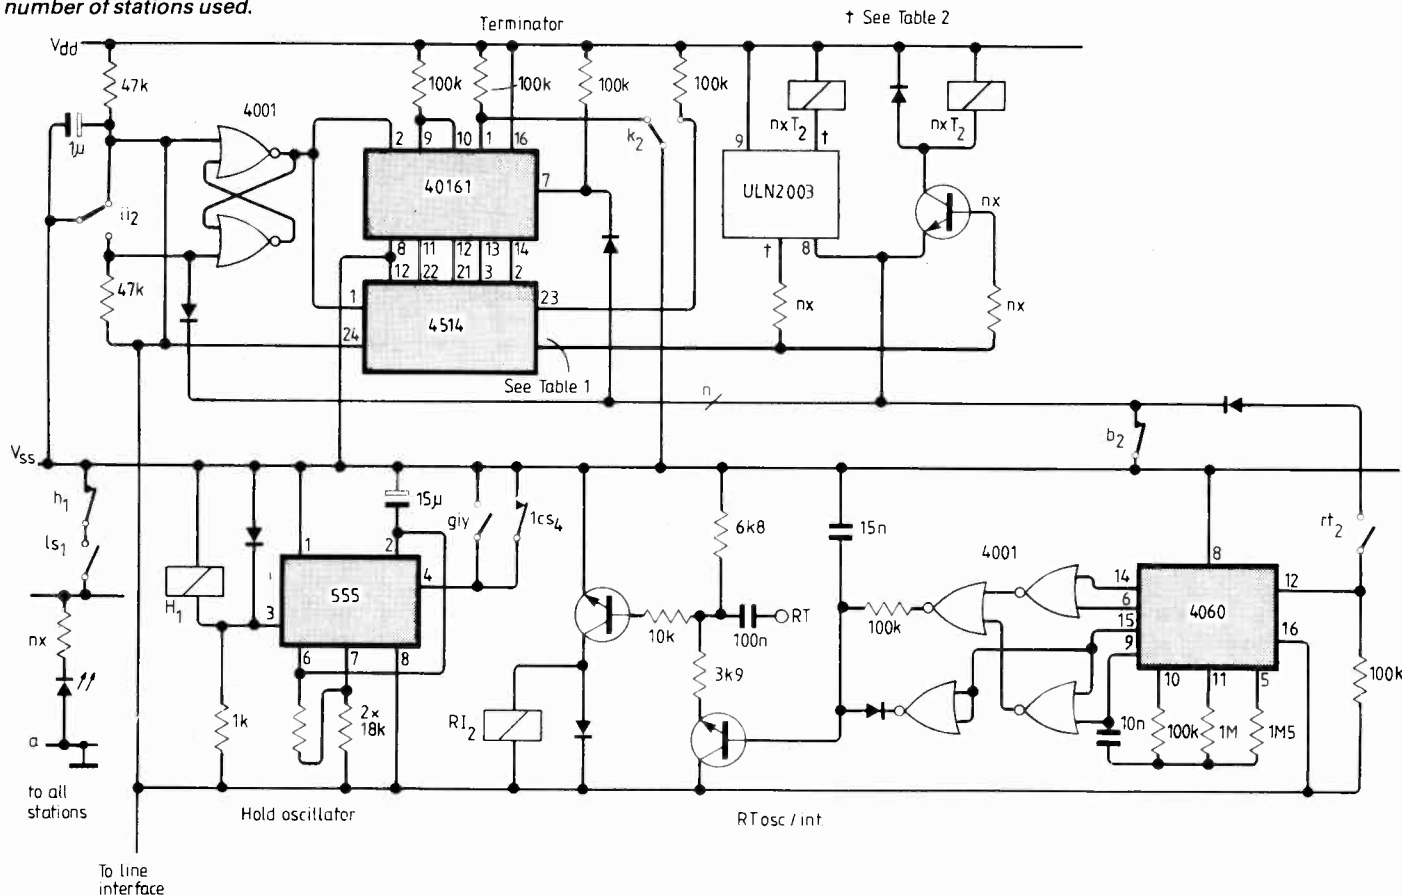 number of stations used.
Terminator
† See Table 2
Vdd
47k
100k
100k
100k
100k
4001
1µ
2
9
10
1
16
k2
9
nxT2
†
nxT2
40161
7
ULN2003
nx
ii2
8
11
12
13
14
†
8
12
22
21
3
2
47k
1
23
nx
nx
4514
24
See Table 1
n
b2
Vss
h1
15µ
giy
1cs4
6k8
15n
rt2
ls1
1
2
4001
8
4
14
12
H1
3
555
6
4060
10k
100n
RT
100k
15
16
nx
6
7
8
9
3k9
10
11
5
100k
1k
2x
18k
RI2
10n
100k
1M
1M5
a
to all
stations
Hold oscillator
RT osc / int.
To line
interface